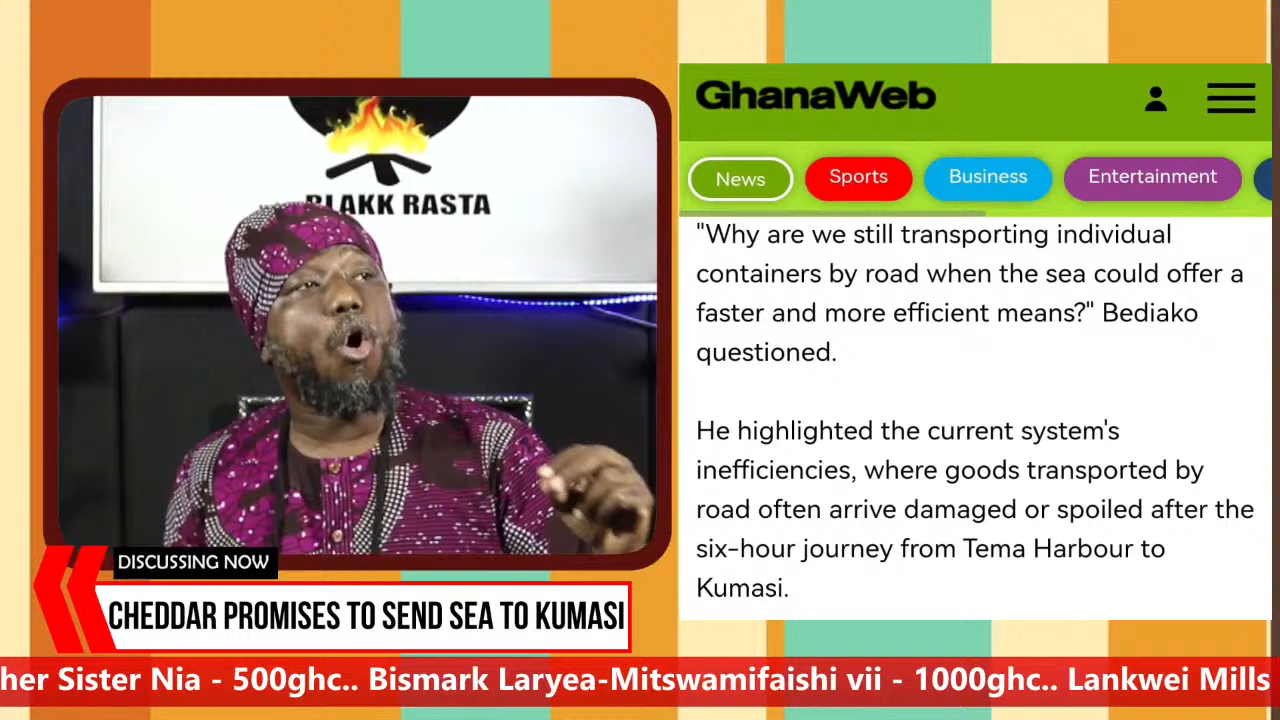 BLAKK RASTA
DISCUSSING NOW
CHEDDAR PROMISES TO SEND SEA TO KUMASI
GhanaWeb
News
Sports
Business
Entertainment
"Why are we still transporting individual
containers by road when the sea could offer a
faster and more efficient means?" Bediako
questioned.
He highlighted the current system's
inefficiencies, where goods transported by
road often arrive damaged or spoiled after the
six-hour journey from Tema Harbour to
Kumasi.
her Sister Nia - 500ghc.. Bismark Laryea-Mitswamifaishi vii - 1000ghc.. Lankwei Mills